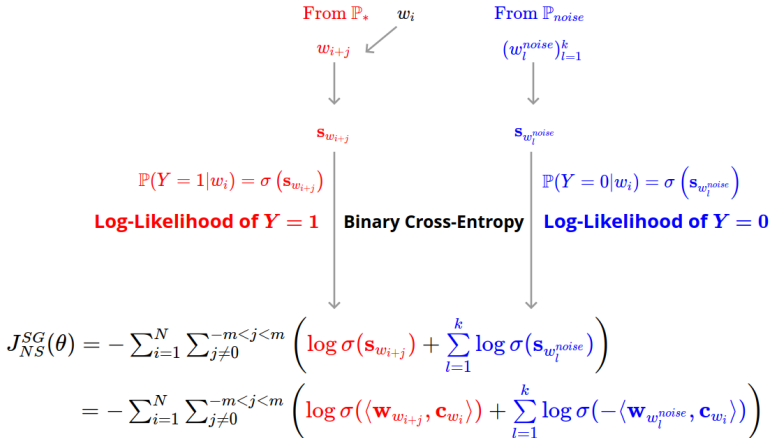 From ℙ_* w_i From ℙ_{noise}
w_{i+j} (w_l^{noise})_{l=1}^k
s_{w_{i+j}} s_{w_l^{noise}}
ℙ(Y = 1|w_i) = σ (s_{w_{i+j}}) ℙ(Y = 0|w_i) = σ (s_{w_l^{noise}})
Log-Likelihood of Y = 1 Binary Cross-Entropy Log-Likelihood of Y = 0
J_{NS}^{SG}(θ) = − ∑_{i=1}^N ∑_{j≠0}^{−m<j<m} (log σ(s_{w_{i+j}}) + ∑_{l=1}^k log σ(s_{w_l^{noise}}))
= − ∑_{i=1}^N ∑_{j≠0}^{−m<j<m} (log σ(⟨w_{w_{i+j}}, c_{w_i}⟩) + ∑_{l=1}^k log σ(−⟨w_{w_l^{noise}}, c_{w_i}⟩))